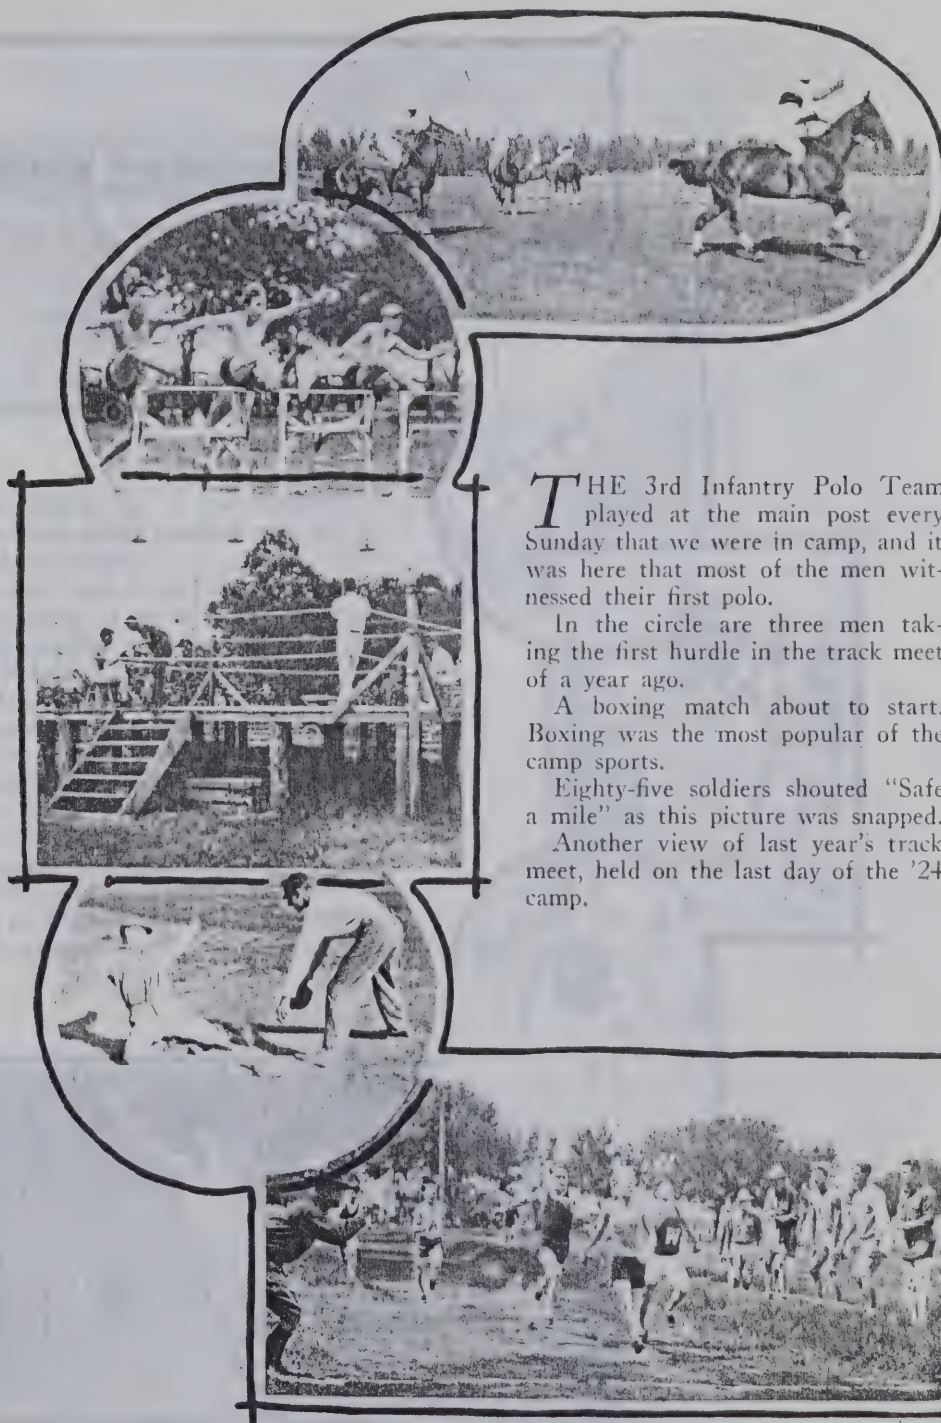 THE 3rd Infantry Polo Team
played at the main post every
Sunday that we were in camp, and it
was here that most of the men wit-
nessed their first polo.
In the circle are three men tak-
ing the first hurdle in the track meet
of a year ago.
A boxing match about to start.
Boxing was the most popular of the
camp sports.
Eighty-five soldiers shouted “Safe
a mile” as this picture was snapped.
Another view of last year’s track
meet, held on the last day of the ’24
camp.